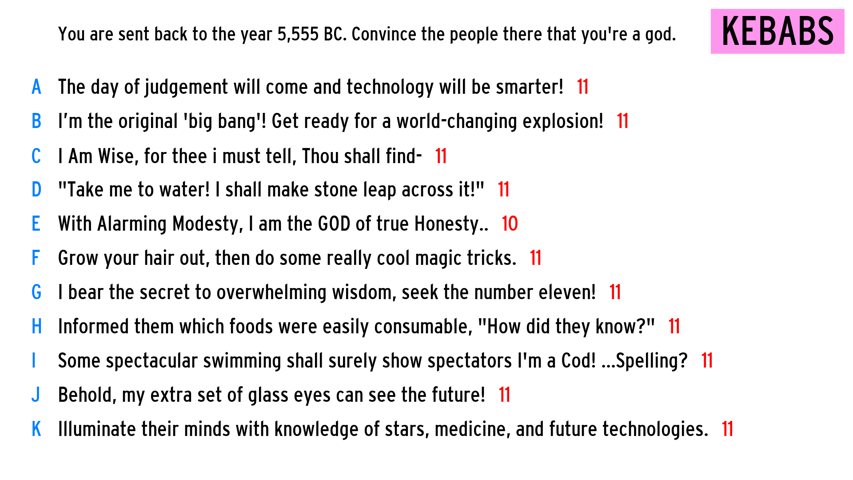 You are sent back to the year 5,555 BC. Convince the people there that you're a god. KEBABS
A The day of judgement will come and technology will be smarter! 11
B I'm the original 'big bang'! Get ready for a world-changing explosion! 11
C I Am Wise, for thee i must tell, Thou shall find- 11
D "Take me to water! I shall make stone leap across it!" 11
E With Alarming Modesty, I am the GOD of true Honesty.. 10
F Grow your hair out, then do some really cool magic tricks. 11
G I bear the secret to overwhelming wisdom, seek the number eleven! 11
H Informed them which foods were easily consumable, "How did they know?" 11
I Some spectacular swimming shall surely show spectators I'm a Cod! ...Spelling? 11
J Behold, my extra set of glass eyes can see the future! 11
K Illuminate their minds with knowledge of stars, medicine, and future technologies. 11